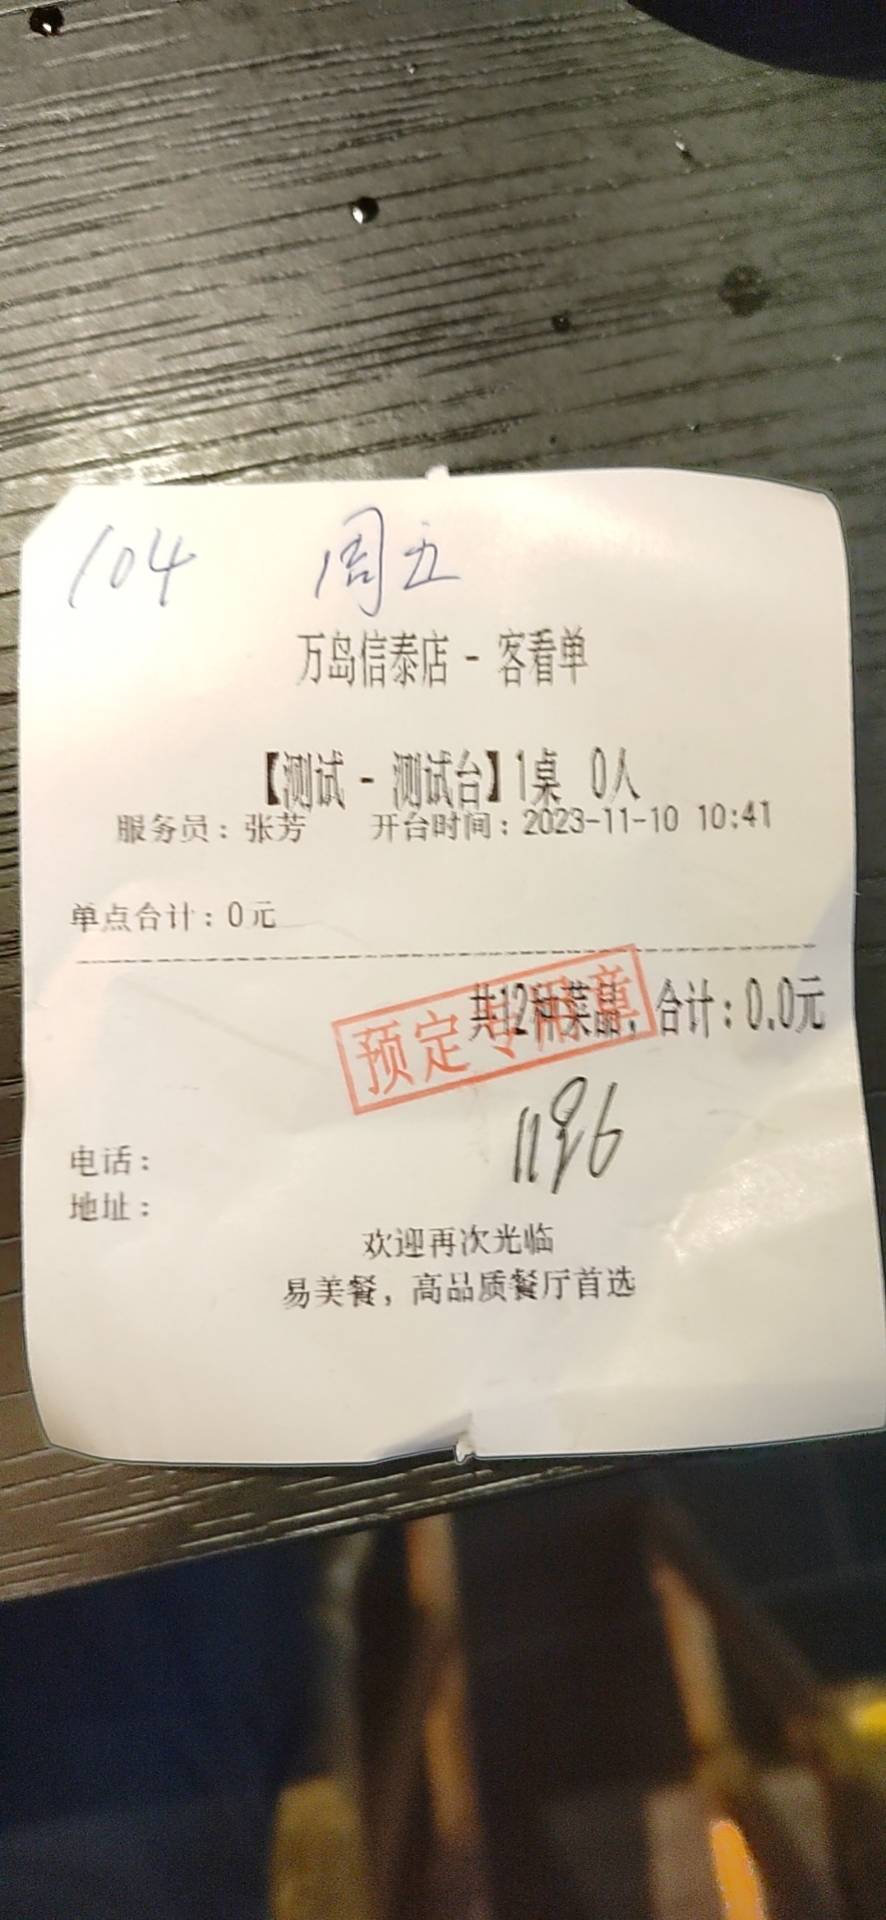 104 周五
万岛信泰店 - 客看单
【测试 - 测试台】1桌 0人
服务员：张芳 开台时间：2023-11-10 10:41
单点合计：0元
共12种菜品, 合计：0.0元
预定专用章
电话：
地址：
欢迎再次光临
易美餐, 高品质餐厅首选